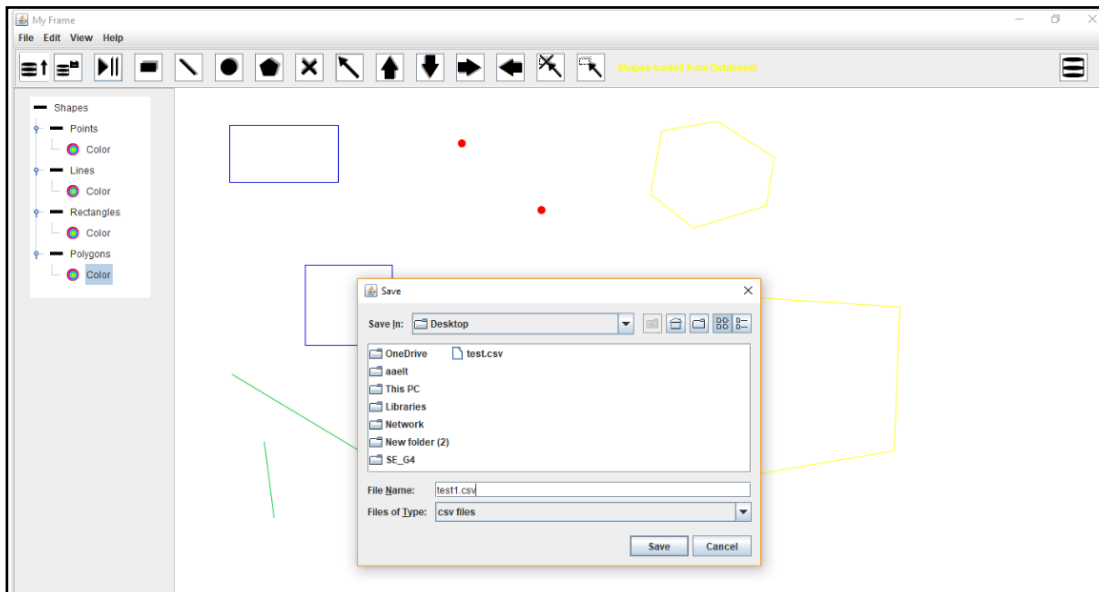 My Frame
File Edit View Help
Shapes loaded from Database!
Shapes
Points
Color
Lines
Color
Rectangles
Color
Polygons
Color
Save
Save In: Desktop
OneDrive test.csv
aaelt
This PC
Libraries
Network
New folder (2)
SE_G4
File Name: test1.csv
Files of Type: csv files
Save Cancel